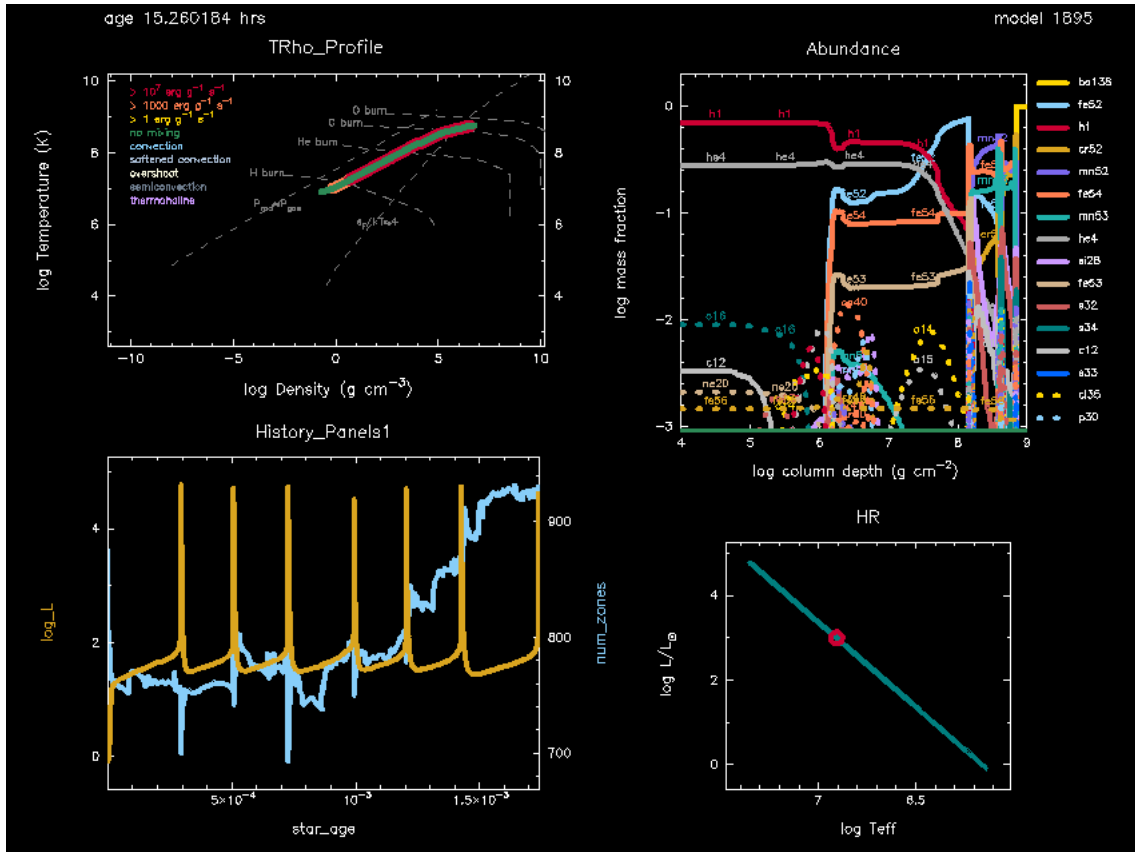 age 15.260184 hrs
model 1895
TRho_Profile
> 10⁷ erg g⁻¹ s⁻¹
> 1000 erg g⁻¹ s⁻¹
> 1 erg g⁻¹ s⁻¹
no mixing
convection
softened convection
overshoot
semiconvection
thermohaline
O burn
C burn
He burn
H burn
10
8
6
4
10
8
6
4
−10
−5
0
5
10
log Temperature (K)
log Density (g cm⁻³)
Abundance
h1
h1
h1
he4
he4
he4
fe52
fe54
fe54
fe53
fe53
o16
o16
c12
ne20
ne20
fe56
fe55
o14
o15
0
−1
−2
−3
4
5
6
7
8
9
log mass fraction
log column depth (g cm⁻²)
ba138
fe52
h1
cr52
mn52
fe54
mn53
he4
si28
fe53
s32
s34
c12
s33
cl35
p30
History_Panels1
4
2
0
900
800
700
5×10⁻⁴
10⁻³
1.5×10⁻³
log_L
num_zones
star_age
HR
4
2
0
7
6.5
log L/L☉
log Teff